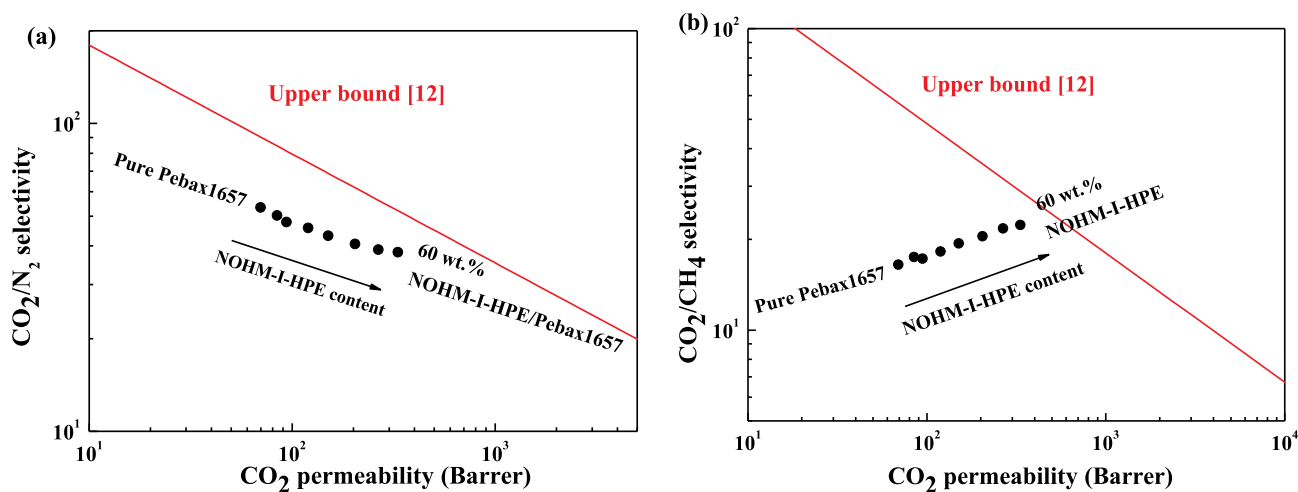 (a)
Upper bound [12]
10²
CO₂/N₂ selectivity
Pure Pebax1657
60 wt.%
NOHM-I-HPE/Pebax1657
NOHM-I-HPE content
10¹
10¹
10²
10³
CO₂ permeability (Barrer)
(b)
10²
Upper bound [12]
CO₂/CH₄ selectivity
60 wt.%
NOHM-I-HPE
Pure Pebax1657
NOHM-I-HPE content
10¹
10¹
10²
10³
10⁴
CO₂ permeability (Barrer)